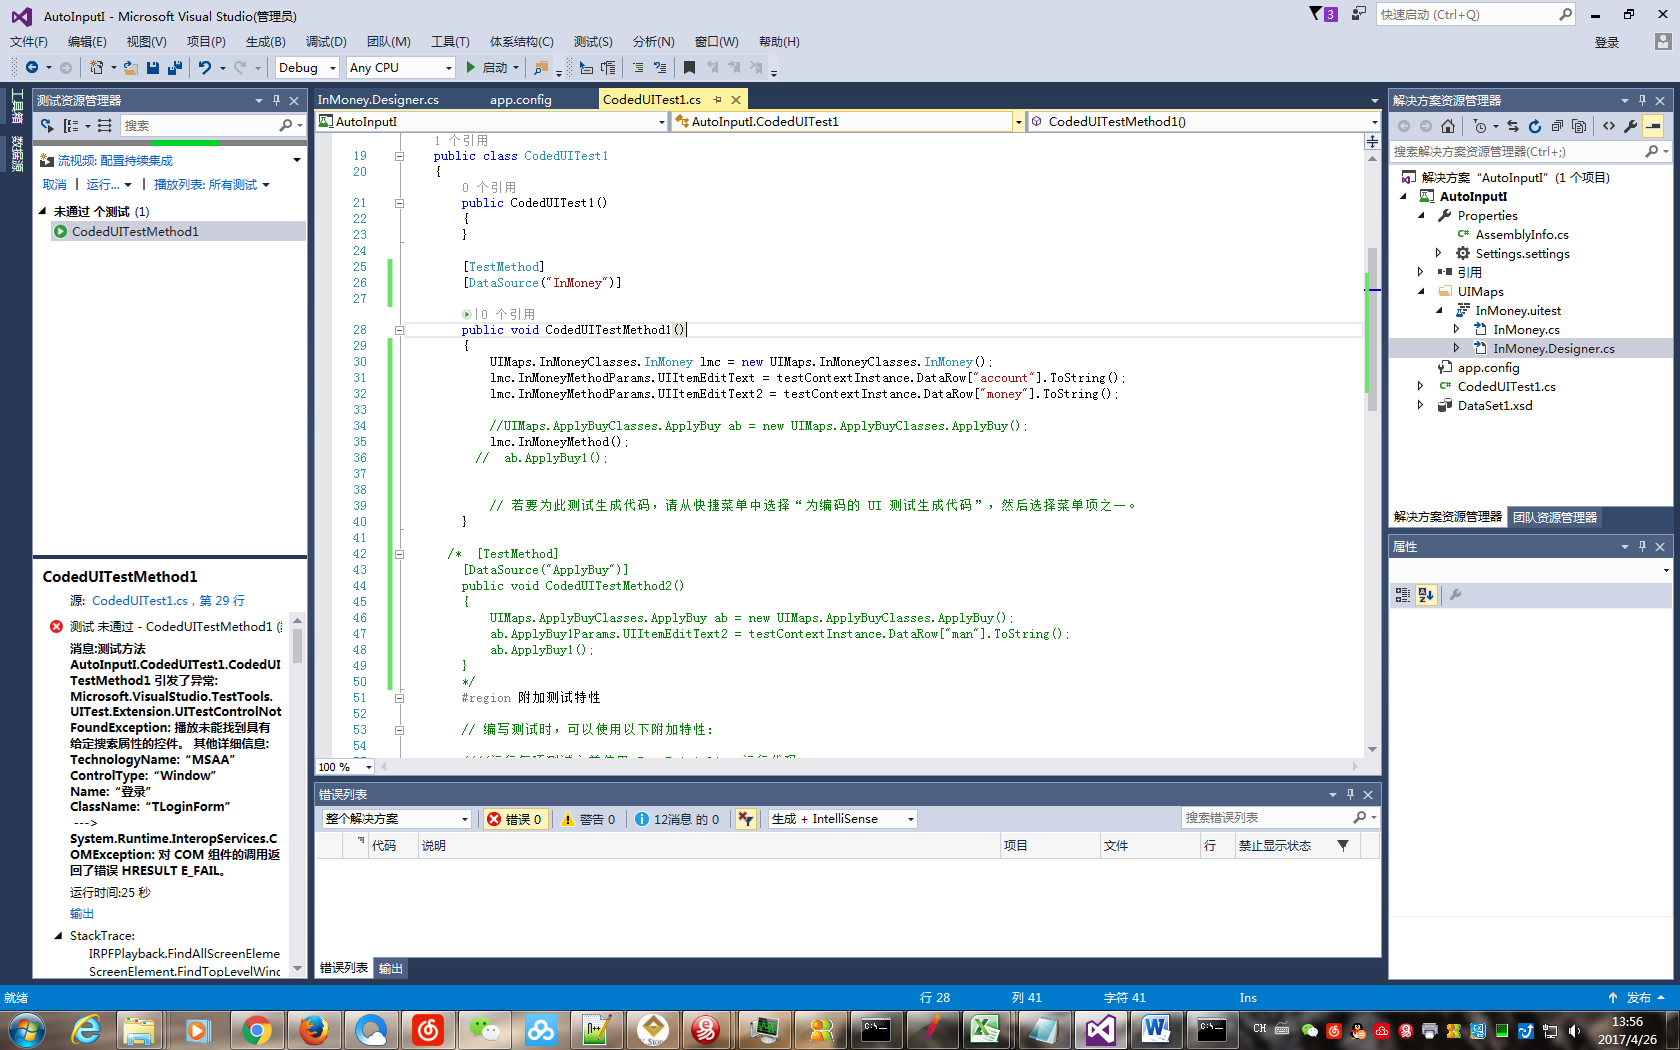 AutoInputI - Microsoft Visual Studio(管理员)
3
快速启动 (Ctrl+Q)
文件(F) 编辑(E) 视图(V) 项目(P) 生成(B) 调试(D) 团队(M) 工具(T) 体系结构(C) 测试(S) 分析(N) 窗口(W) 帮助(H)
登录
Debug Any CPU 启动
工具箱
数据源
测试资源管理器
搜索
流视频: 配置持续集成
取消 | 运行... | 播放列表: 所有测试
未通过 个测试 (1)
CodedUITestMethod1
CodedUITestMethod1
源: CodedUITest1.cs , 第 29 行
测试 未通过 - CodedUITestMethod1
消息:测试方法
AutoInputI.CodedUITest1.CodedUI
TestMethod1 引发了异常:
Microsoft.VisualStudio.TestTools.
UITest.Extension.UITestControlNot
FoundException: 播放未能找到具有
给定搜索属性的控件。 其他详细信息:
TechnologyName: “MSAA”
ControlType: “Window”
Name: “登录”
ClassName: “TLoginForm”
--->
System.Runtime.InteropServices.C
OMException: 对 COM 组件的调用返
回了错误 HRESULT E_FAIL。
运行时间:25 秒
输出
StackTrace:
IRPFPlayback.FindAllScreenEleme
ScreenElement.FindTopLevelWinc
InMoney.Designer.cs app.config CodedUITest1.cs
AutoInputI AutoInputI.CodedUITest1 CodedUITestMethod1()
1 个引用
19 public class CodedUITest1
20 {
0 个引用
21 public CodedUITest1()
22 {
23 }
24
25 [TestMethod]
26 [DataSource("InMoney")]
27
|0 个引用
28 public void CodedUITestMethod1()
29 {
30 UIMaps.InMoneyClasses.InMoney lmc = new UIMaps.InMoneyClasses.InMoney();
31 lmc.InMoneyMethodParams.UIItemEditText = testContextInstance.DataRow["account"].ToString();
32 lmc.InMoneyMethodParams.UIItemEditText2 = testContextInstance.DataRow["money"].ToString();
33
34 //UIMaps.ApplyBuyClasses.ApplyBuy ab = new UIMaps.ApplyBuyClasses.ApplyBuy();
35 lmc.InMoneyMethod();
36 // ab.ApplyBuy1();
37
38
39 // 若要为此测试生成代码，请从快捷菜单中选择“为编码的 UI 测试生成代码”，然后选择菜单项之一。
40 }
41
42 /* [TestMethod]
43 [DataSource("ApplyBuy")]
44 public void CodedUITestMethod2()
45 {
46 UIMaps.ApplyBuyClasses.ApplyBuy ab = new UIMaps.ApplyBuyClasses.ApplyBuy();
47 ab.ApplyBuy1Params.UIItemEditText2 = testContextInstance.DataRow["man"].ToString();
48 ab.ApplyBuy1();
49 }
50 */
51 #region 附加测试特性
52
53 // 编写测试时，可以使用以下附加特性:
54
100 %
错误列表
整个解决方案 错误 0 警告 0 12消息 的 0 生成 + IntelliSense 搜索错误列表
代码 说明 项目 文件 行 禁止显示状态
错误列表 输出
解决方案资源管理器
搜索解决方案资源管理器(Ctrl+;)
解决方案 “AutoInputI” (1 个项目)
AutoInputI
Properties
C# AssemblyInfo.cs
Settings.settings
引用
UIMaps
InMoney.uitest
InMoney.cs
InMoney.Designer.cs
app.config
C# CodedUITest1.cs
DataSet1.xsd
解决方案资源管理器 团队资源管理器
属性
就绪 行 28 列 41 字符 41 Ins 发布
CH
13:56
2017/4/26